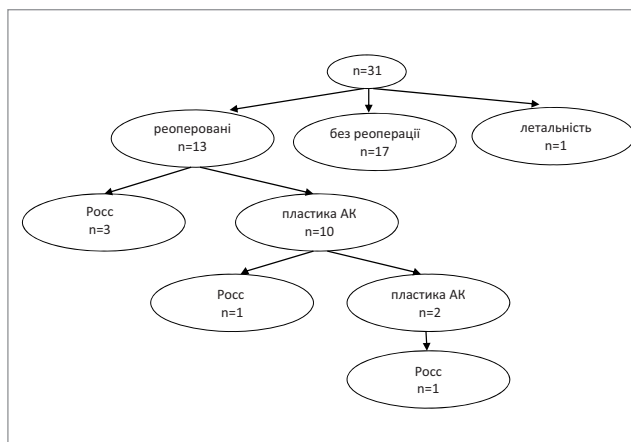 n=31
реоперовані
n=13
без реоперації
n=17
летальність
n=1
Росс
n=3
пластика АК
n=10
Росс
n=1
пластика АК
n=2
Росс
n=1